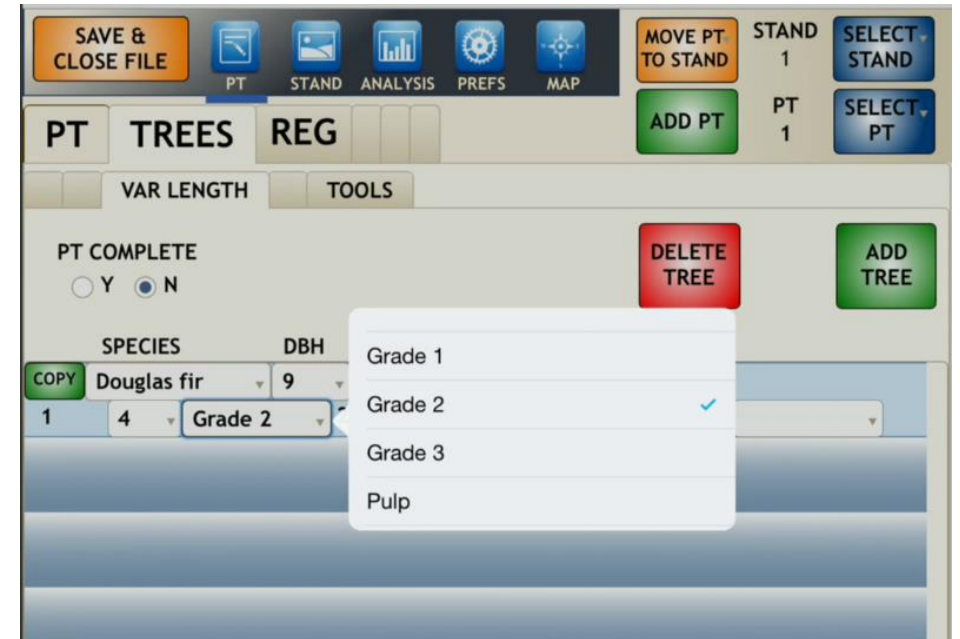 SAVE &
CLOSE FILE
PT
STAND
ANALYSIS
PREFS
MAP
MOVE PT
TO STAND
STAND
1
SELECT
STAND
ADD PT
PT
1
SELECT
PT
PT
TREES
REG
VAR LENGTH
TOOLS
PT COMPLETE
Y
N
DELETE
TREE
ADD
TREE
SPECIES
DBH
COPY
Douglas fir
9
1
4
Grade 2
Grade 1
Grade 2
Grade 3
Pulp